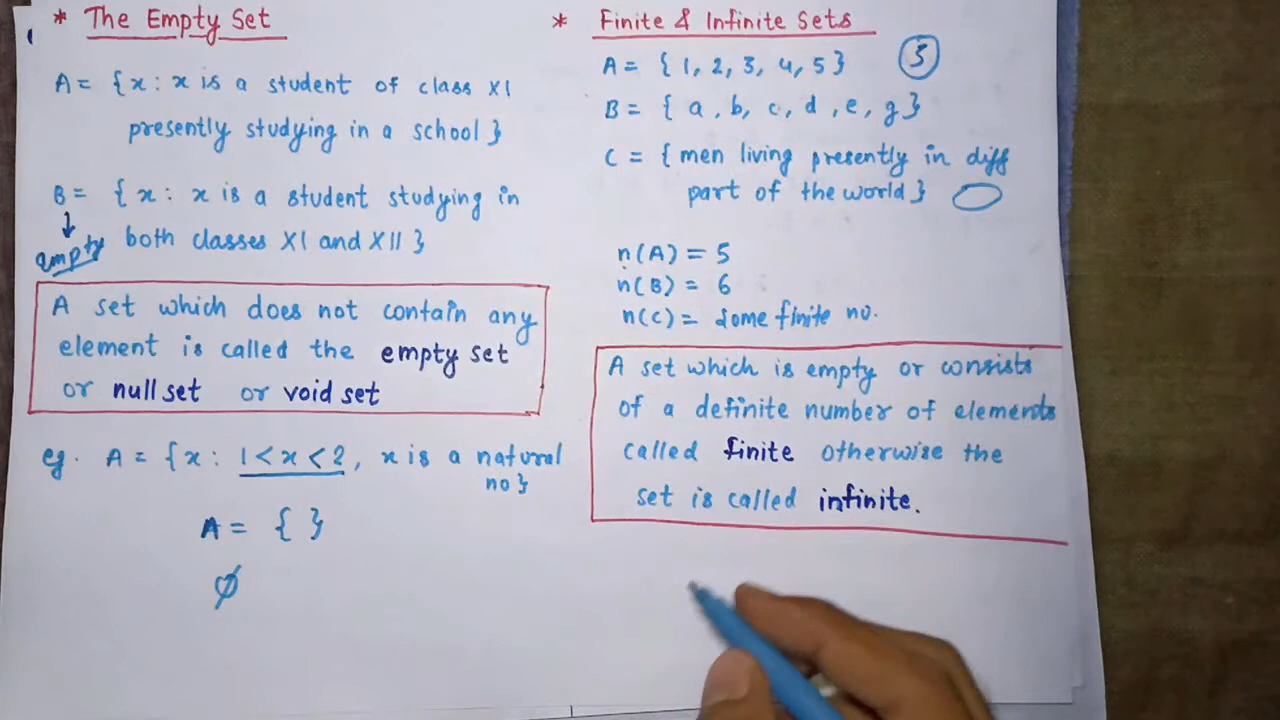 * The Empty Set
A = {x : x is a student of class XI
presently studying in a school}
B = {x : x is a student studying in
both classes XI and XII}
↓
empty
A set which does not contain any
element is called the empty set
or null set or void set
eg. A = {x : 1 < x < 2, x is a natural
no}
A = { }
ϕ
* Finite & Infinite Sets
A = {1, 2, 3, 4, 5} 5
B = {a, b, c, d, e, g}
C = {men living presently in diff
part of the world}
n(A) = 5
n(B) = 6
n(C) = Some finite no.
A set which is empty or consists
of a definite number of elements
called finite otherwise the
set is called infinite.